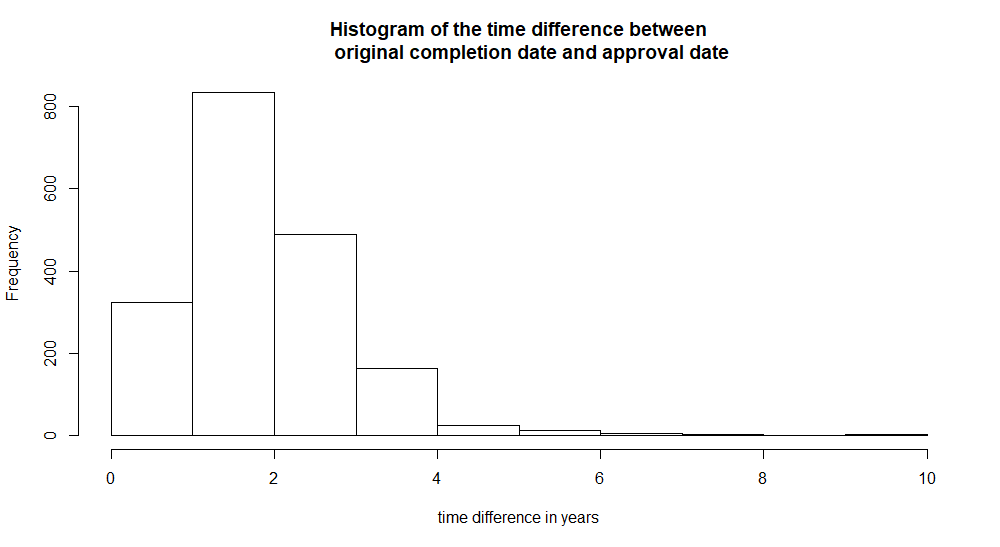 Histogram of the time difference between
original completion date and approval date
Frequency
800
600
400
200
0
0 2 4 6 8 10
time difference in years